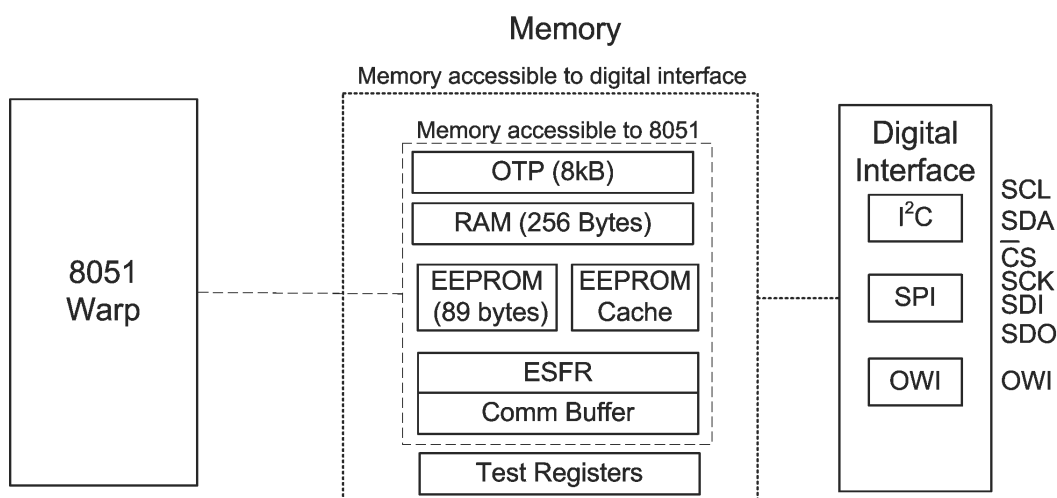 Memory
Memory accessible to digital interface
Memory accessible to 8051
OTP (8kB)
RAM (256 Bytes)
EEPROM
(89 bytes)
EEPROM
Cache
ESFR
Comm Buffer
Test Registers
8051
Warp
Digital
Interface
I²C
SPI
OWI
SCL
SDA
C̅S
SCK
SDI
SDO
OWI